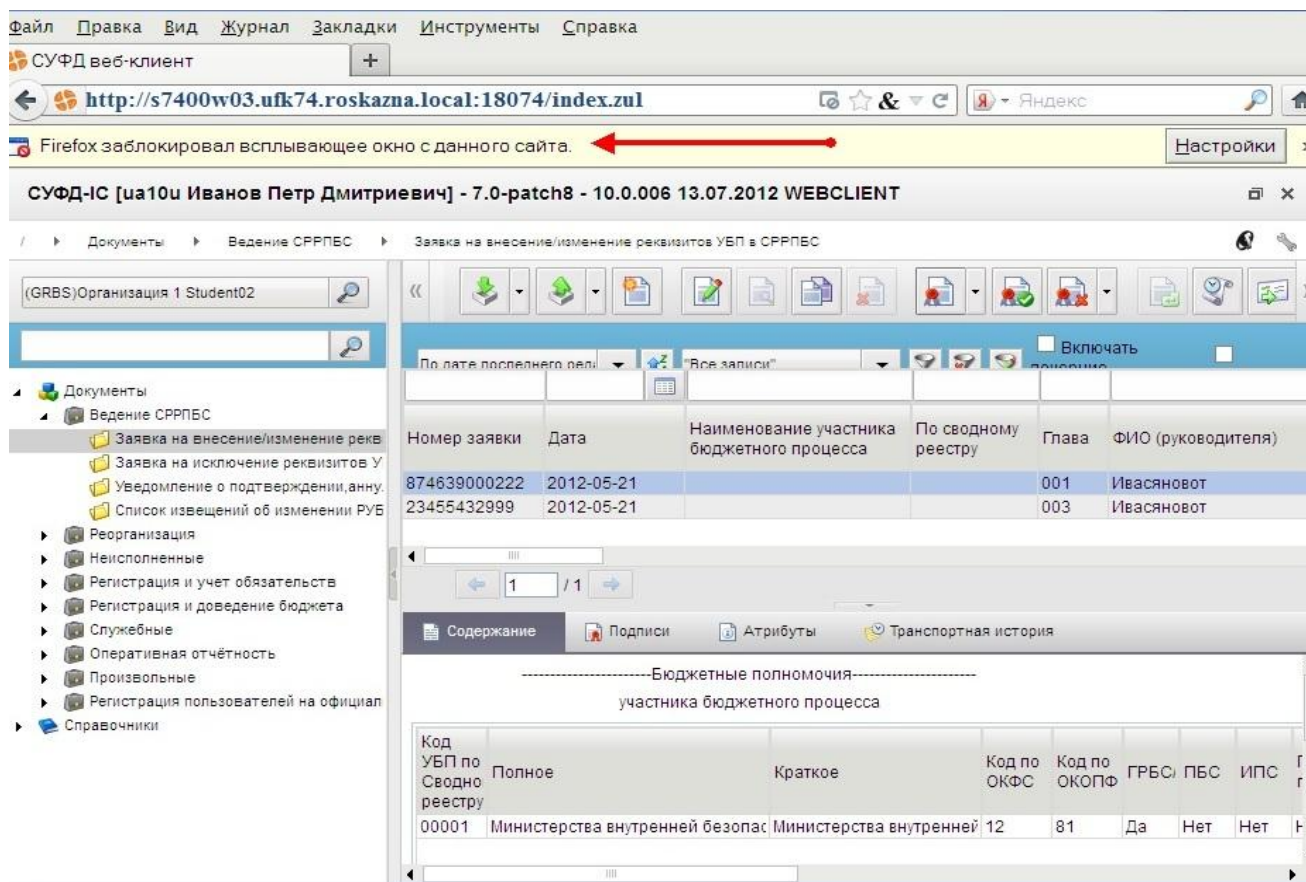 Файл Правка Вид Журнал Закладки Инструменты Справка
СУФД веб-клиент
http://s7400w03.ufk74.roskazna.local:18074/index.zul
Яндекс
Firefox заблокировал всплывающее окно с данного сайта.
Настройки
СУФД-IC [ua10u Иванов Петр Дмитриевич] - 7.0-patch8 - 10.0.006 13.07.2012 WEBCLIENT
/ Документы Ведение СРРПБС Заявка на внесение/изменение реквизитов УБП в СРРПБС
(GRBS)Организация 1 Student02
"Все записи"
Включать
Документы
Ведение СРРПБС
Заявка на внесение/изменение рекв
Заявка на исключение реквизитов У
Уведомление о подтверждении,анну.
Список извещений об изменении РУБ
Реорганизация
Неисполненные
Регистрация и учет обязательств
Регистрация и доведение бюджета
Служебные
Оперативная отчётность
Произвольные
Регистрация пользователей на официал
Справочники
Номер заявки Дата Наименование участника бюджетного процесса По сводному реестру Глава ФИО (руководителя)
874639000222 2012-05-21 001 Ивасяновот
23455432999 2012-05-21 003 Ивасяновот
1 / 1
Содержание Подписи Атрибуты Транспортная история
-----------------------Бюджетные полномочия----------------------
участника бюджетного процесса
Код УБП по Сводно реестру Полное Краткое Код по ОКФС Код по ОКОПФ ГРБС/ ПБС ИПС
00001 Министерства внутренней безопас Министерства внутренней 12 81 Да Нет Нет